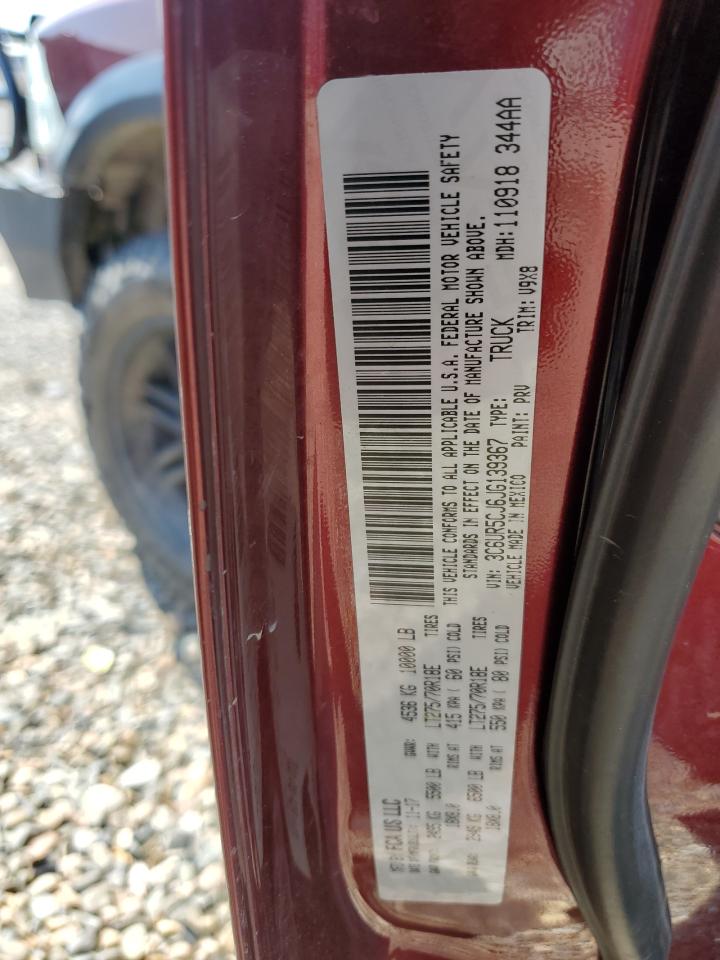 MFD BY: FCA US LLC
DATE OF MANUFACTURE: 11-17 GVWR: 4536 KG 10000 LB
GAWR FRONT: 2495 KG 5500 LB WITH LT275/70R18E TIRES
18X8.0 RIMS AT 415 KPA ( 60 PSI) COLD
GAWR REAR: 2948 KG 6500 LB WITH LT275/70R18E TIRES
18X8.0 RIMS AT 550 KPA ( 80 PSI) COLD
THIS VEHICLE CONFORMS TO ALL APPLICABLE U.S.A. FEDERAL MOTOR VEHICLE SAFETY
STANDARDS IN EFFECT ON THE DATE OF MANUFACTURE SHOWN ABOVE.
VIN: 3C6UR5CJ6JG139367 TYPE: TRUCK MDH:110918 344AA
VEHICLE MADE IN MEXICO PAINT: PRV TRIM: V9X8